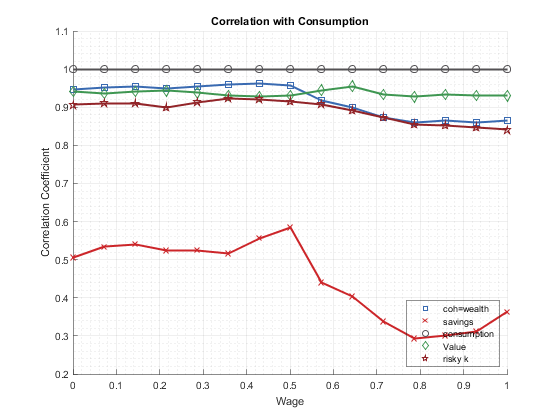 Correlation with Consumption
1.1
1
0.9
0.8
0.7
0.6
0.5
0.4
0.3
0.2
Correlation Coefficient
0
0.1
0.2
0.3
0.4
0.5
0.6
0.7
0.8
0.9
1
Wage
coh=wealth
savings
consumption
Value
risky k